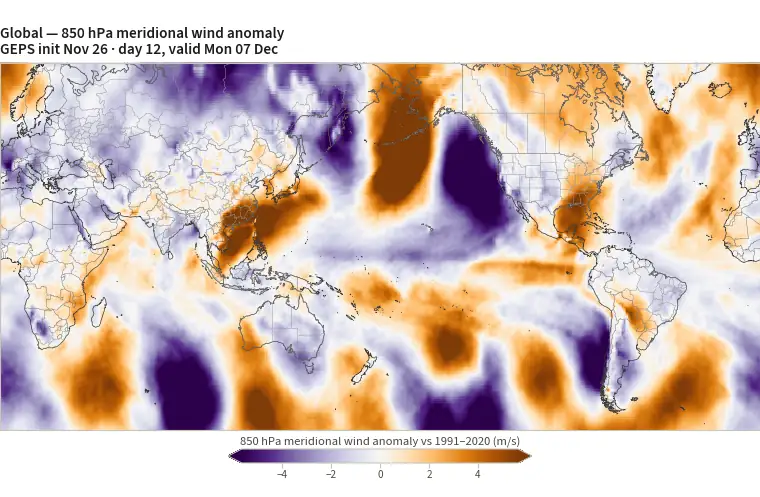 Global — 850 hPa meridional wind anomaly
GEPS init Nov 26 · day 12, valid Mon 07 Dec
850 hPa meridional wind anomaly vs 1991–2020 (m/s)
−4 −2 0 2 4